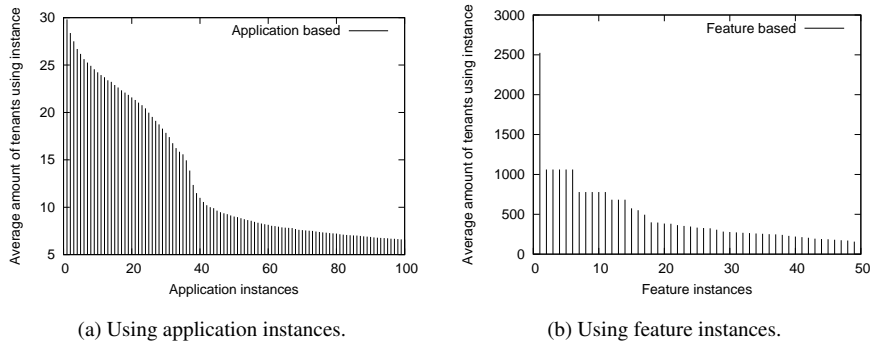 30
25
20
15
10
5
0 20 40 60 80 100
Average amount of tenants using instance
Application instances
Application based
(a) Using application instances.
3000
2500
2000
1500
1000
500
0
0 10 20 30 40 50
Average amount of tenants using instance
Feature instances
Feature based
(b) Using feature instances.